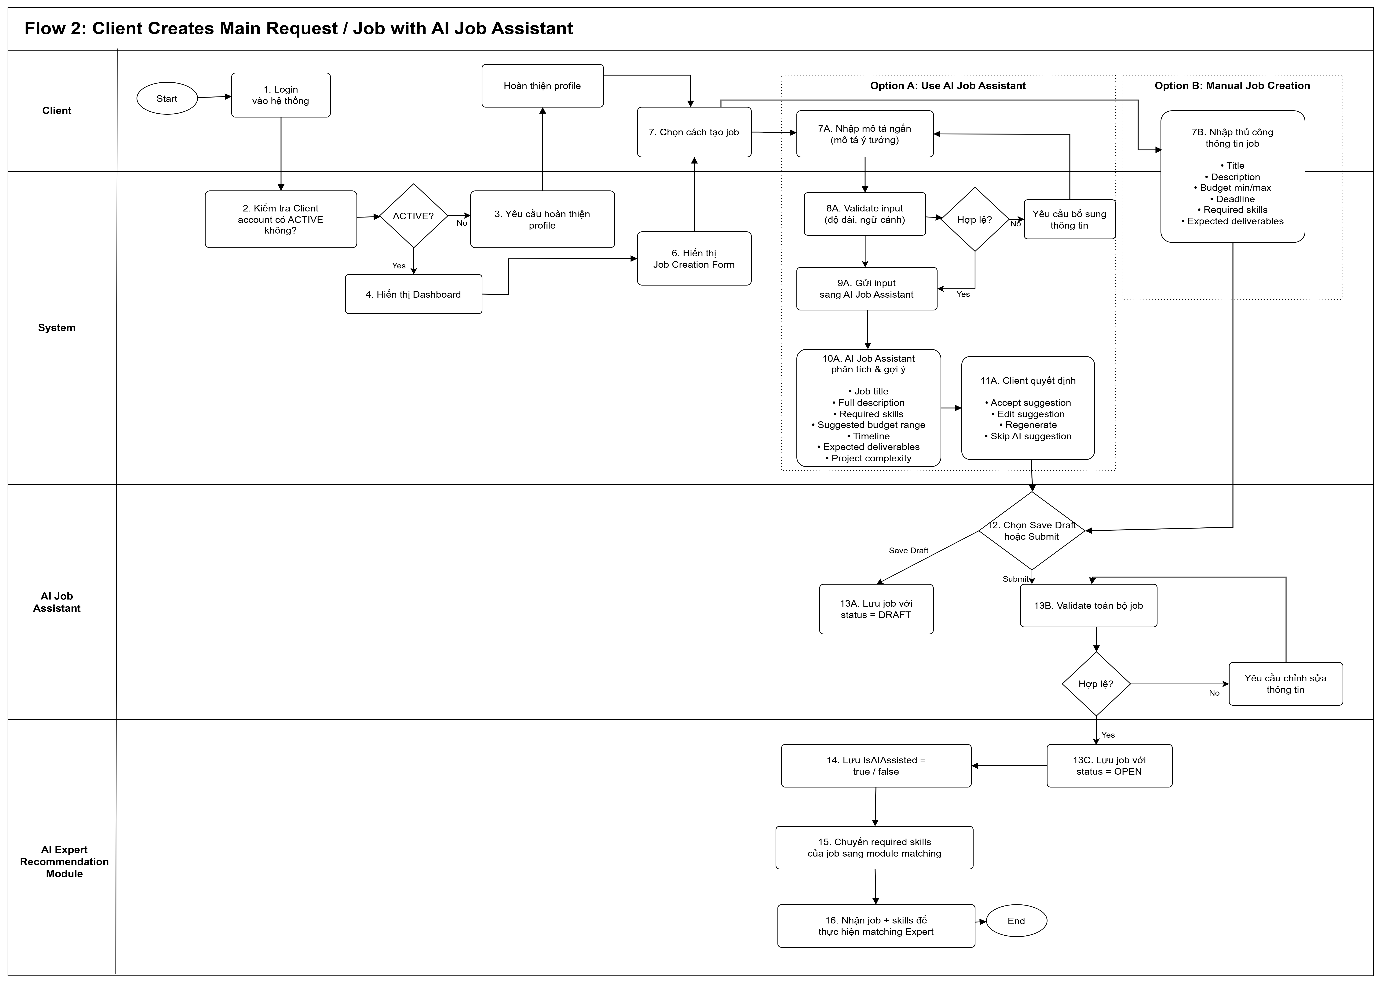 Flow 2: Client Creates Main Request / Job with AI Job Assistant
Client
Start
1. Login
vào hệ thống
Hoàn thiện profile
7. Chọn cách tạo job
Option A: Use AI Job Assistant
7A. Nhập mô tả ngắn
(mô tả ý tưởng)
Option B: Manual Job Creation
7B. Nhập thủ công
thông tin job
• Title
• Description
• Budget min/max
• Deadline
• Required skills
• Expected deliverables
System
2. Kiểm tra Client
account có ACTIVE
không?
ACTIVE?
No
Yes
3. Yêu cầu hoàn thiện
profile
4. Hiển thị Dashboard
6. Hiển thị
Job Creation Form
8A. Validate input
(độ dài, ngữ cảnh)
Hợp lệ?
No
Yes
Yêu cầu bổ sung
thông tin
9A. Gửi input
sang AI Job Assistant
10A. AI Job Assistant
phân tích & gợi ý
• Job title
• Full description
• Required skills
• Suggested budget range
• Timeline
• Expected deliverables
• Project complexity
11A. Client quyết định
• Accept suggestion
• Edit suggestion
• Regenerate
• Skip AI suggestion
AI Job
Assistant
12. Chọn Save Draft
hoặc Submit
Save Draft
Submit
13A. Lưu job với
status = DRAFT
13B. Validate toàn bộ job
Hợp lệ?
No
Yêu cầu chỉnh sửa
thông tin
Yes
AI Expert
Recommendation
Module
14. Lưu IsAIAssisted =
true / false
13C. Lưu job với
status = OPEN
15. Chuyển required skills
của job sang module matching
16. Nhận job + skills để
thực hiện matching Expert
End